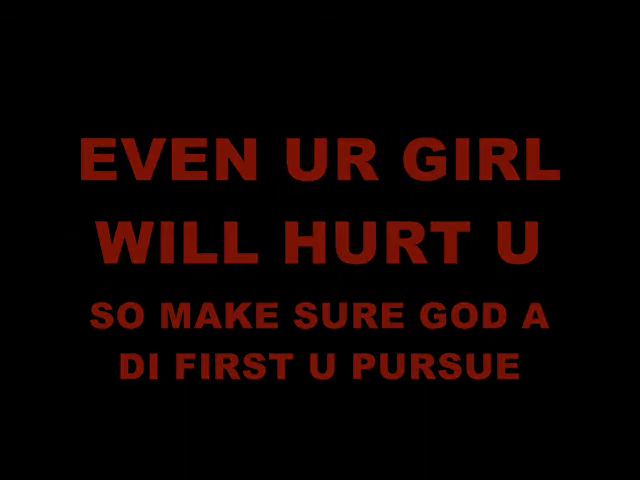 EVEN UR GIRL
WILL HURT U
SO MAKE SURE GOD A
DI FIRST U PURSUE